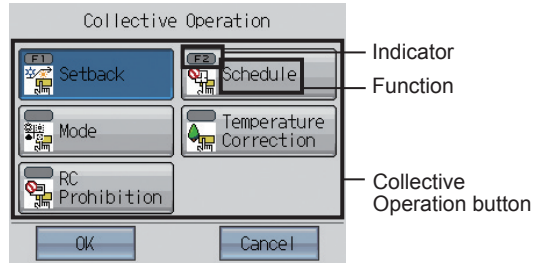 Collective Operation
F1
Setback
F2
Schedule
Mode
Temperature
Correction
RC
Prohibition
OK
Cancel
Indicator
Function
Collective
Operation button